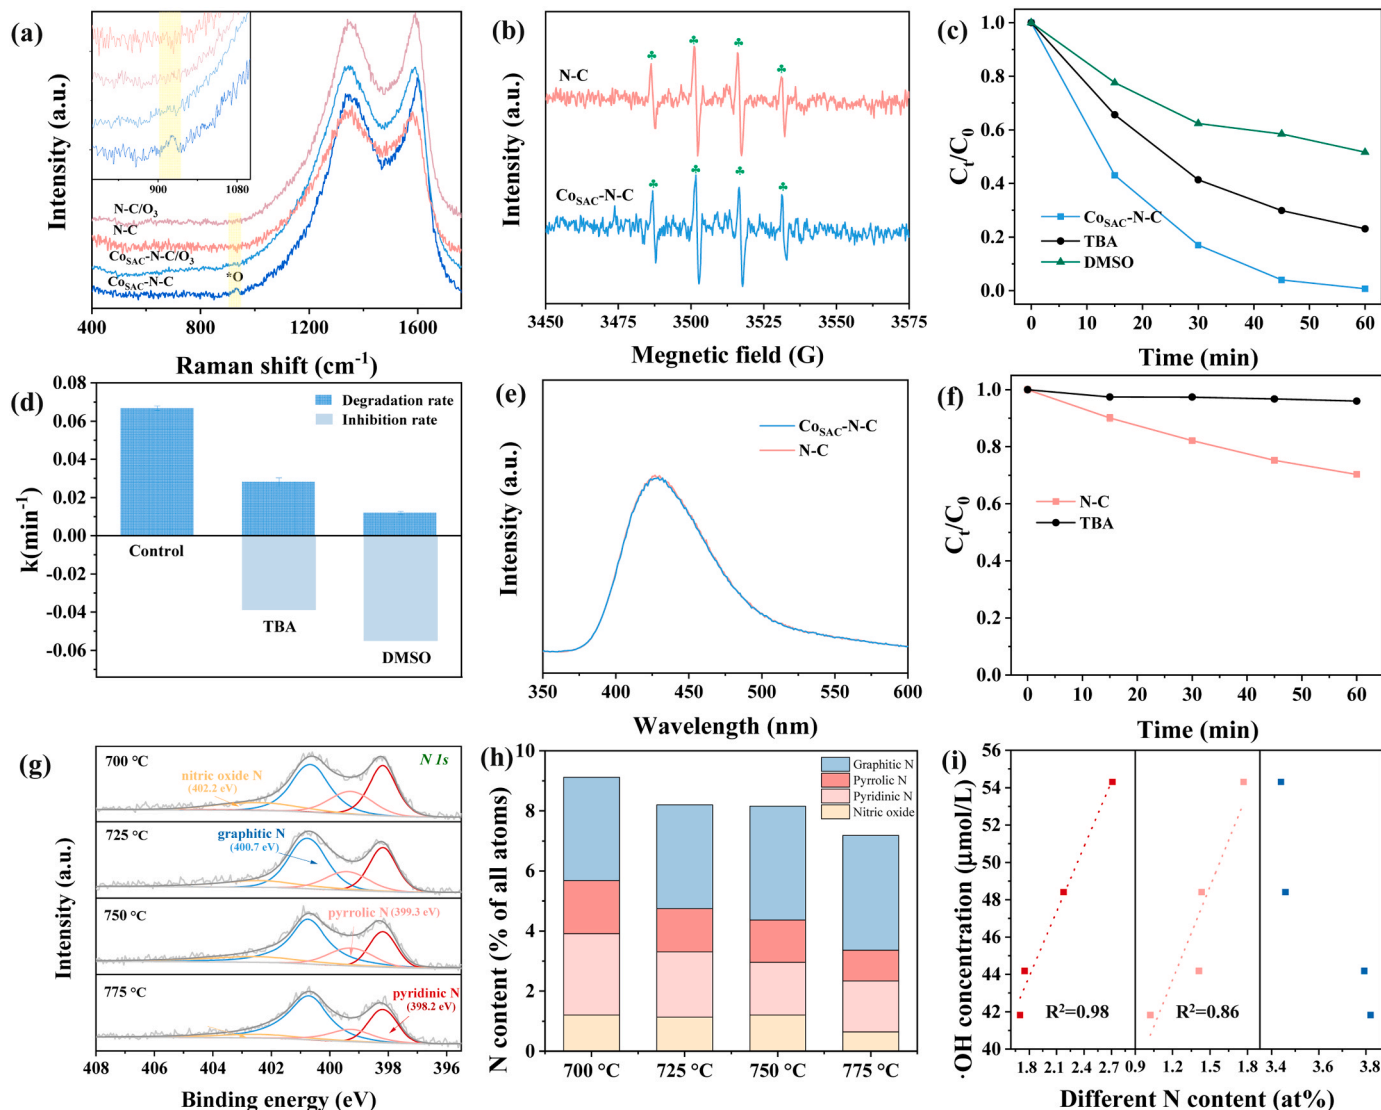 (a)
Intensity (a.u.)
900 1080
N-C/O3
N-C
CoSAC-N-C/O3
CoSAC-N-C
*O
400 800 1200 1600
Raman shift (cm-1)
(b)
Intensity (a.u.)
N-C
CoSAC-N-C
3450 3475 3500 3525 3550 3575
Megnetic field (G)
(c)
Ct/C0
1.0
0.8
0.6
0.4
0.2
0.0
CoSAC-N-C
TBA
DMSO
0 10 20 30 40 50 60
Time (min)
(d)
k(min-1)
0.08
0.06
0.04
0.02
0.00
-0.02
-0.04
-0.06
Degradation rate
Inhibition rate
Control
TBA
DMSO
(e)
Intensity (a.u.)
CoSAC-N-C
N-C
350 400 450 500 550 600
Wavelength (nm)
(f)
Ct/C0
1.0
0.8
0.6
0.4
0.2
0.0
N-C
TBA
0 10 20 30 40 50 60
Time (min)
(g)
Intensity (a.u.)
700 °C
N 1s
nitric oxide N
(402.2 eV)
725 °C
graphitic N
(400.7 eV)
750 °C
pyrrolic N (399.3 eV)
775 °C
pyridinic N
(398.2 eV)
408 406 404 402 400 398 396
Binding energy (eV)
(h)
N content (% of all atoms)
10
8
6
4
2
0
Graphitic N
Pyrrolic N
Pyridinic N
Nitric oxide
700 °C 725 °C 750 °C 775 °C
(i)
·OH concentration (μmol/L)
56
54
52
50
48
46
44
42
40
R2=0.98
R2=0.86
1.8 2.1 2.4 2.7 0.9 1.2 1.5 1.8 3.4 3.6 3.8
Different N content (at%)